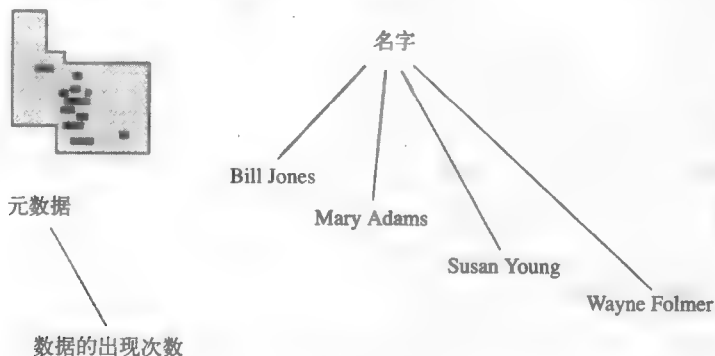 名字
Bill Jones
元数据
Mary Adams
Susan Young
Wayne Folmer
数据的出现次数